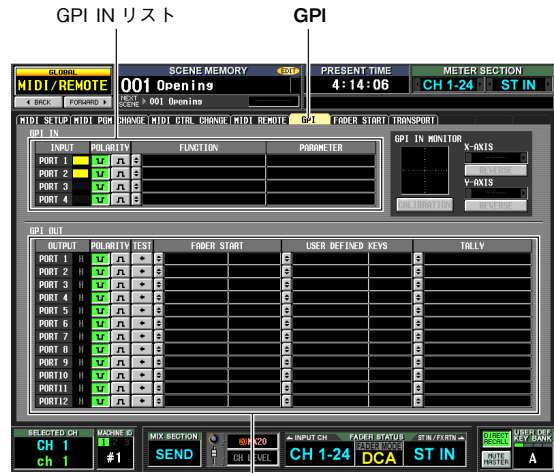 GPI IN リスト
GPI
GLOBAL
MIDI/REMOTE
BACK FORWARD
SCENE MEMORY EDIT
001 Opening
NEXT SCENE 001 Opening
PRESENT TIME
4:14:06
METER SECTION
CH 1-24 ST IN
MIDI SETUP MIDI PGM CHANGE MIDI CTRL CHANGE MIDI REMOTE GPI FADER START TRANSPORT
GPI IN
INPUT POLARITY FUNCTION PARAMETER
PORT 1
PORT 2
PORT 3
PORT 4
GPI IN MONITOR
X-AXIS
REVERSE
Y-AXIS
CALIBRATION REVERSE
GPI OUT
OUTPUT POLARITY TEST FADER START USER DEFINED KEYS TALLY
PORT 1 H
PORT 2 H
PORT 3 H
PORT 4 H
PORT 5 H
PORT 6 H
PORT 7 H
PORT 8 H
PORT 9 H
PORT10 H
PORT11 H
PORT12 H
SELECTED CH
CH 1
ch 1
MACHINE ID
1 2 3
#1
MIX SECTION
SEND
CH LEVEL
INPUT CH
CH 1-24
FADER STATUS
FADER MODE
DCA
ST IN/FXRTN
ST IN
DIRECT RECALL
MUTE MASTER
USER DEF KEY BANK
A